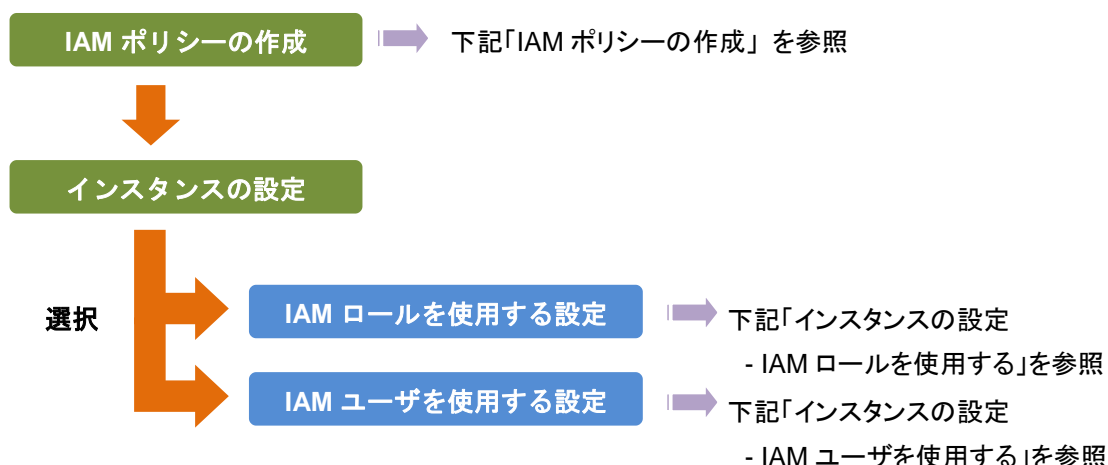 IAM ポリシーの作成
下記「IAM ポリシーの作成」を参照
インスタンスの設定
選択
IAM ロールを使用する設定
下記「インスタンスの設定
- IAM ロールを使用する」を参照
IAM ユーザを使用する設定
下記「インスタンスの設定
- IAM ユーザを使用する」を参照